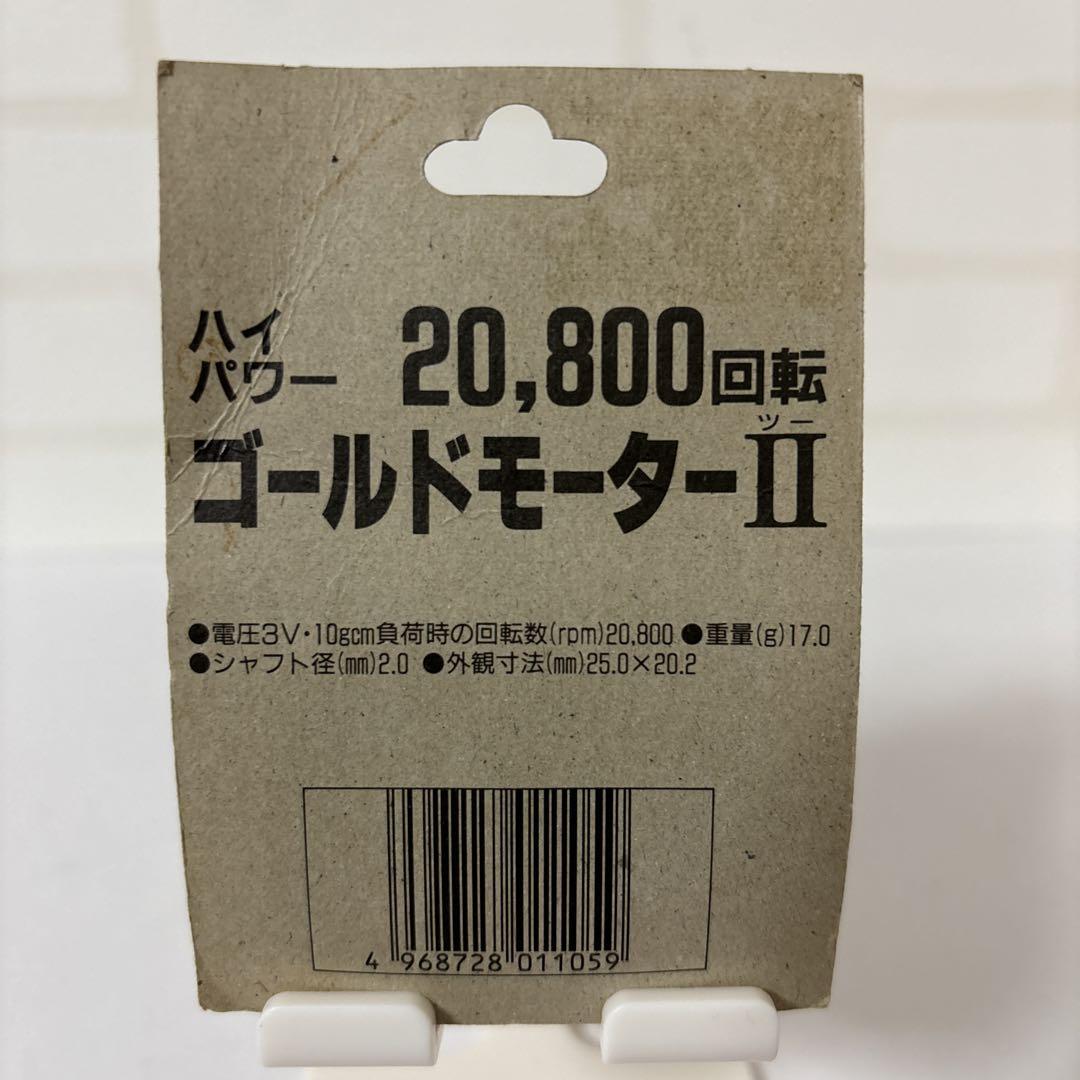 ハイ
パワー 20,800回転
ツー
ゴールドモーターII
●電圧3V・10gcm負荷時の回転数(rpm)20,800 ●重量(g)17.0
●シャフト径(mm)2.0 ●外観寸法(mm)25.0×20.2
4 968728 011059